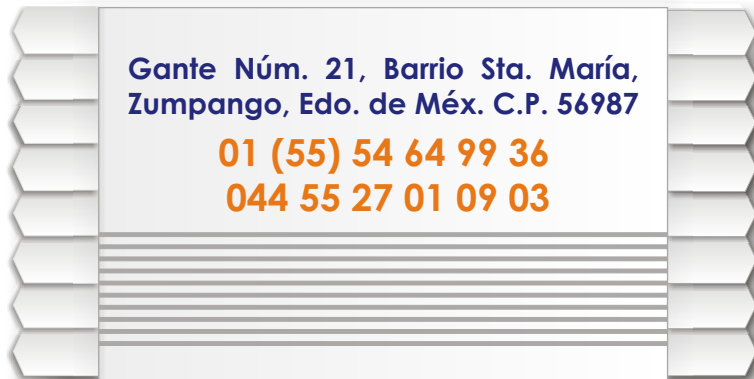 Gante Núm. 21, Barrio Sta. María,
Zumpango, Edo. de Méx. C.P. 56987
01 (55) 54 64 99 36
044 55 27 01 09 03